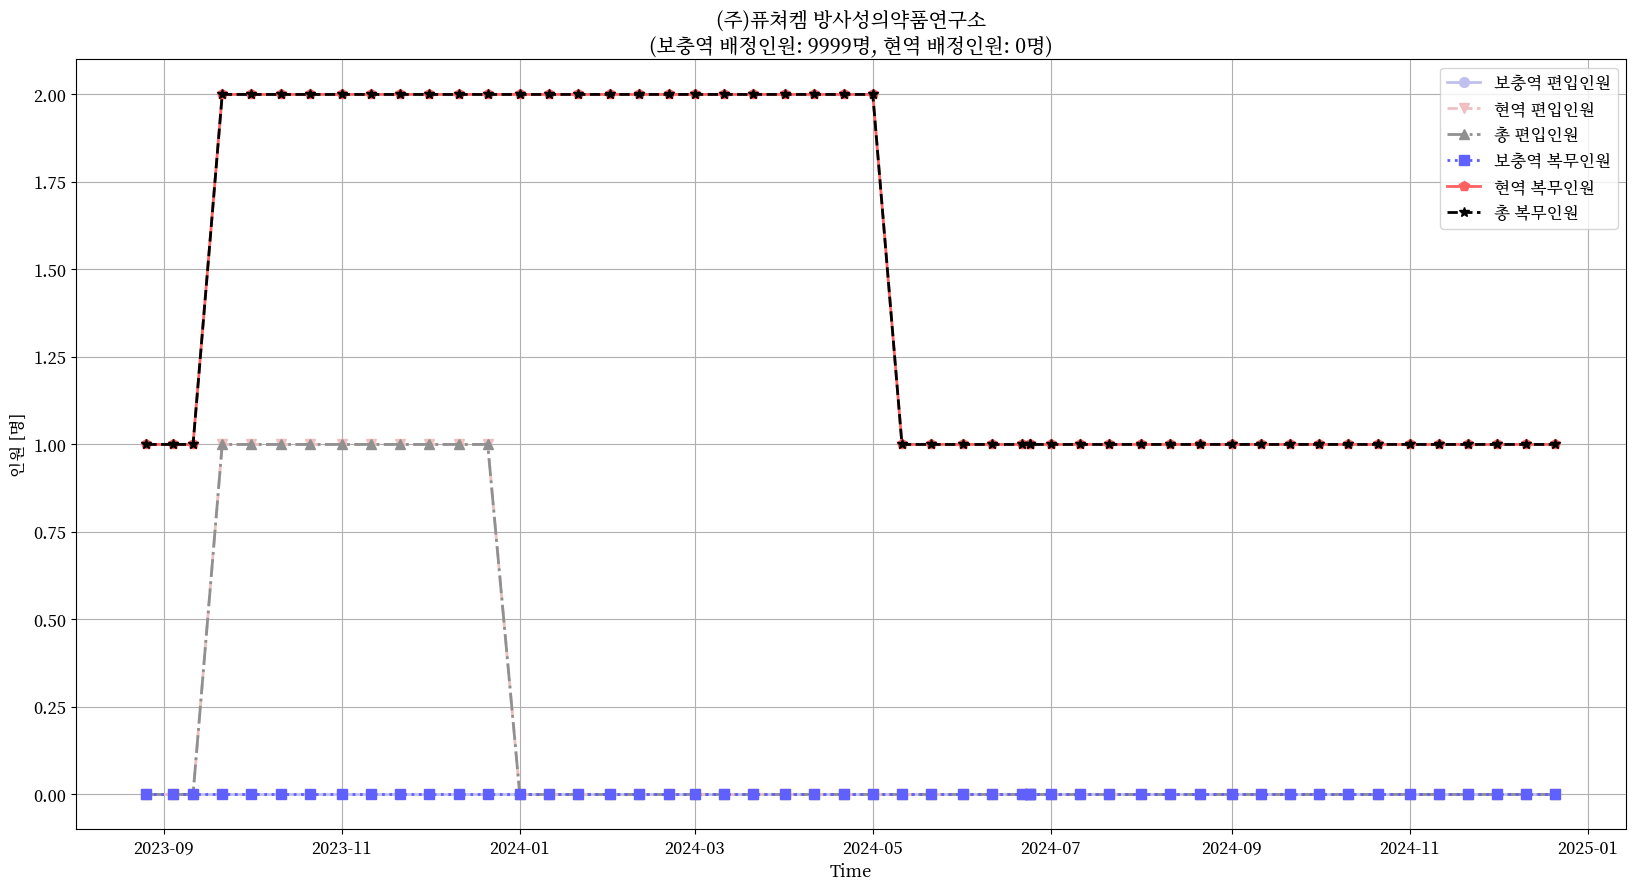 (주)퓨쳐켐 방사성의약품연구소
(보충역 배정인원: 9999명, 현역 배정인원: 0명)
보충역 편입인원
현역 편입인원
총 편입인원
보충역 복무인원
현역 복무인원
총 복무인원
인원 [명]
2.00
1.75
1.50
1.25
1.00
0.75
0.50
0.25
0.00
2023-09
2023-11
2024-01
2024-03
2024-05
2024-07
2024-09
2024-11
2025-01
Time